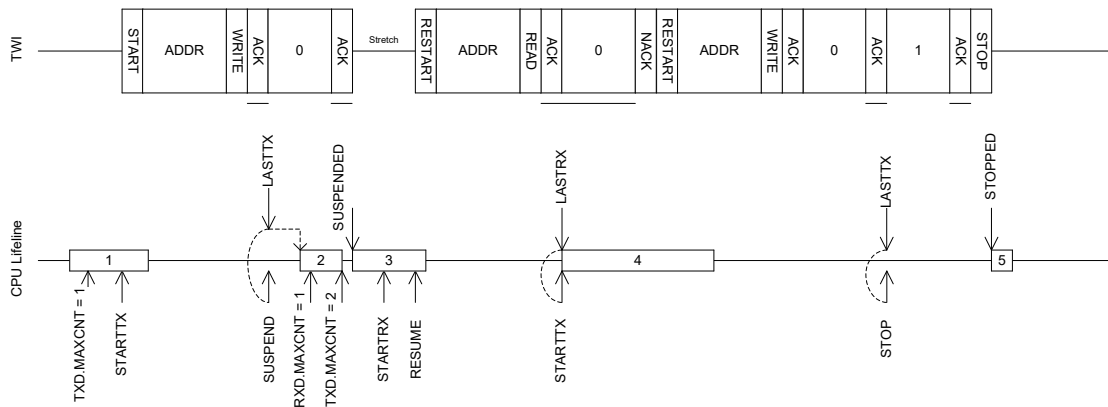 TWI
START
ADDR
WRITE
ACK
0
ACK
Stretch
RESTART
ADDR
READ
ACK
0
NACK
RESTART
ADDR
WRITE
ACK
0
ACK
1
ACK
STOP
CPU Lifeline
LASTTX
SUSPENDED
LASTRX
LASTTX
STOPPED
1
2
3
4
5
TXD.MAXCNT = 1
STARTTX
SUSPEND
RXD.MAXCNT = 1
TXD.MAXCNT = 2
STARTRX
RESUME
STARTTX
STOP